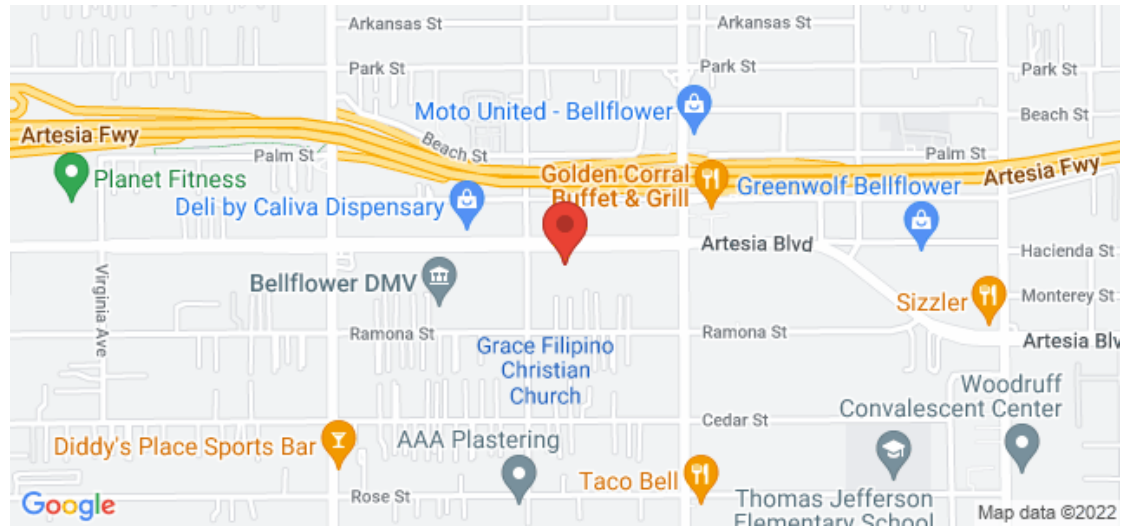 Arkansas St
Arkansas St
Park St
Park St
Park St
Moto United - Bellflower
Beach St
Artesia Fwy
Beach St
Palm St
Palm St
Planet Fitness
Golden Corral
Buffet & Grill
Artesia Fwy
Greenwolf Bellflower
Deli by Caliva Dispensary
Artesia Blvd
Hacienda St
Virginia Ave
Bellflower DMV
Sizzler
Monterey St
Ramona St
Ramona St
Artesia Blv
Grace Filipino
Christian
Church
Woodruff
Convalescent Center
Cedar St
Diddy's Place Sports Bar
AAA Plastering
Taco Bell
Rose St
Thomas Jefferson
Elementary School
Google
Map data ©2022